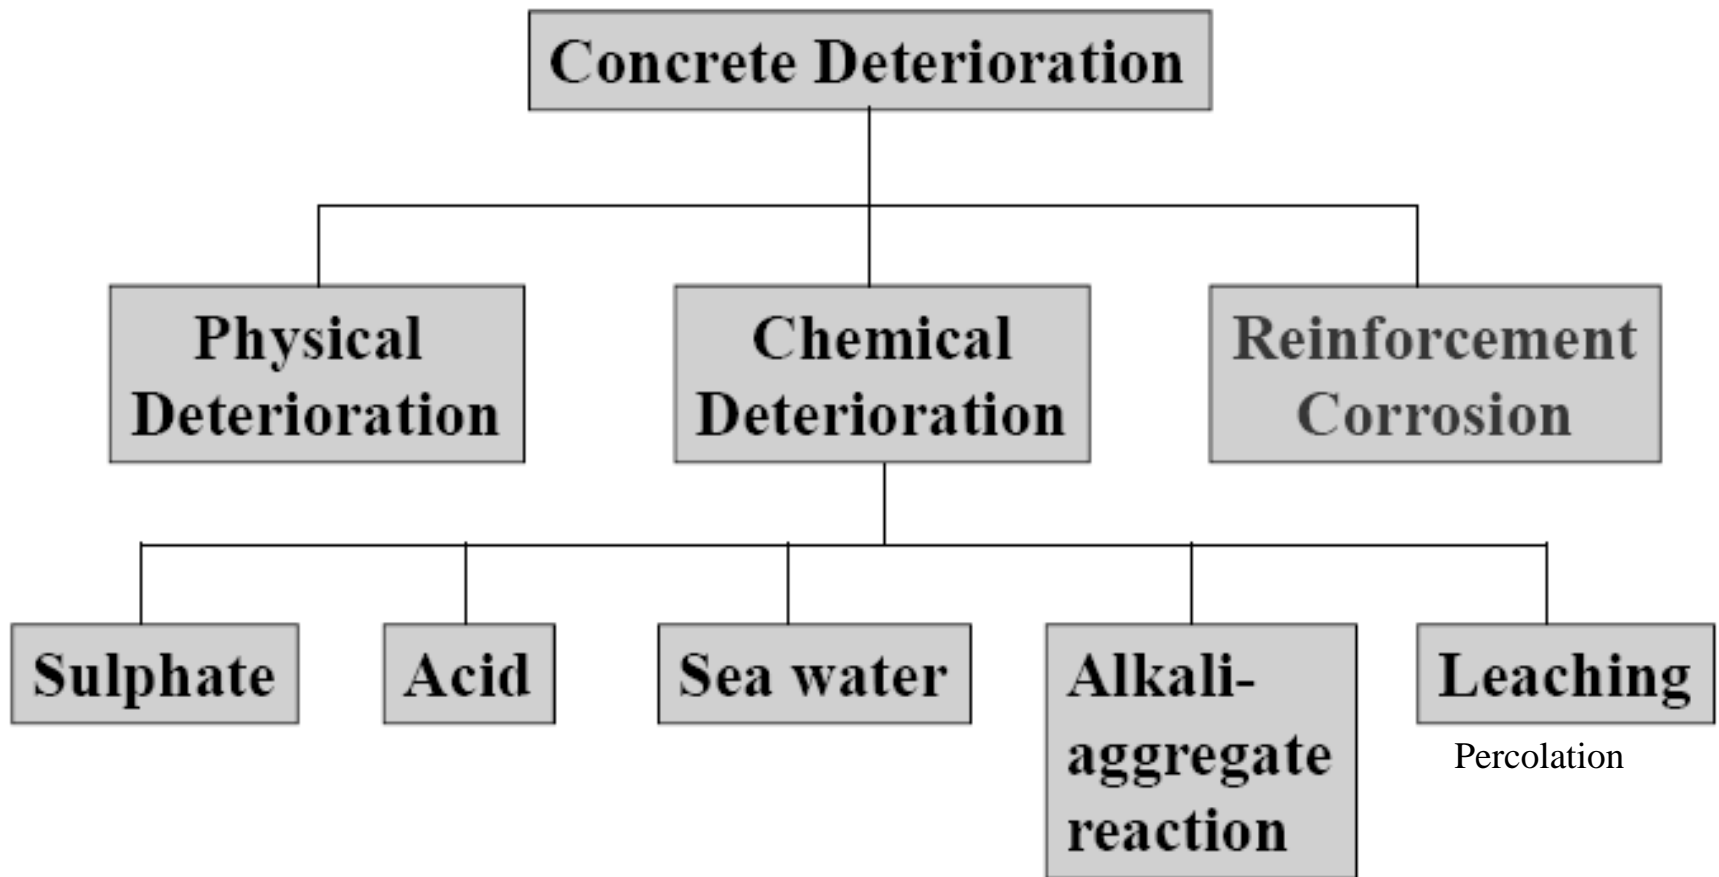 Concrete Deterioration
Physical
Deterioration
Chemical
Deterioration
Reinforcement
Corrosion
Sulphate
Acid
Sea water
Alkali-
aggregate
reaction
Leaching
Percolation